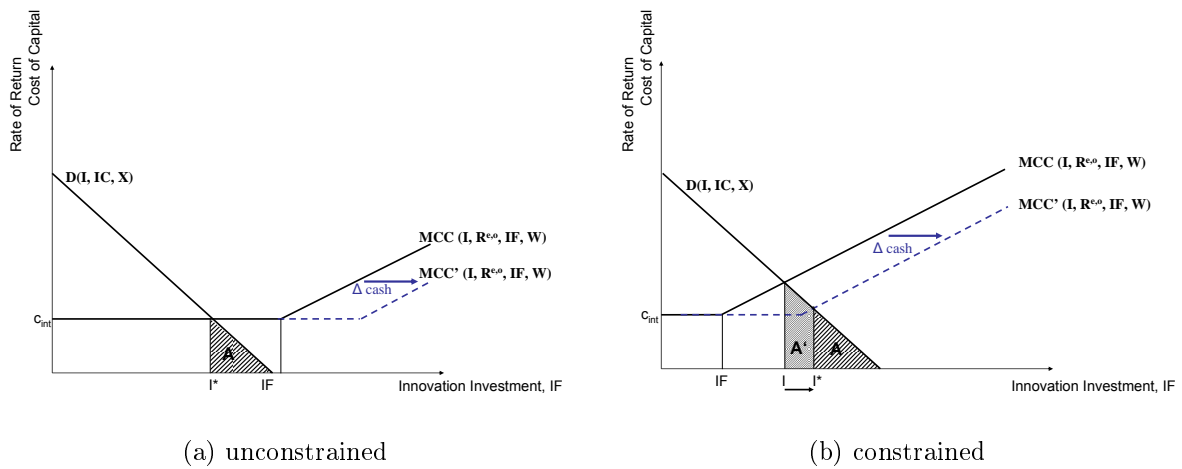 Rate of Return
Cost of Capital
D(I, IC, X)
MCC (I, Rᵉ,ᵒ, IF, W)
MCC’ (I, Rᵉ,ᵒ, IF, W)
Δ cash
cint
A
I*
IF
Innovation Investment, IF
(a) unconstrained
Rate of Return
Cost of Capital
D(I, IC, X)
MCC (I, Rᵉ,ᵒ, IF, W)
MCC’ (I, Rᵉ,ᵒ, IF, W)
Δ cash
cint
A‘
A
IF
I
I*
Innovation Investment, IF
(b) constrained